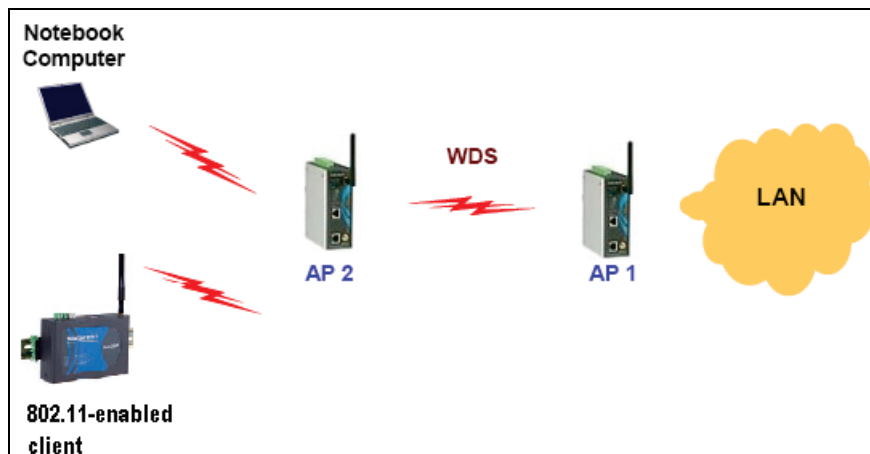 Notebook
Computer
WDS
LAN
AP 2
AP 1
802.11-enabled
client